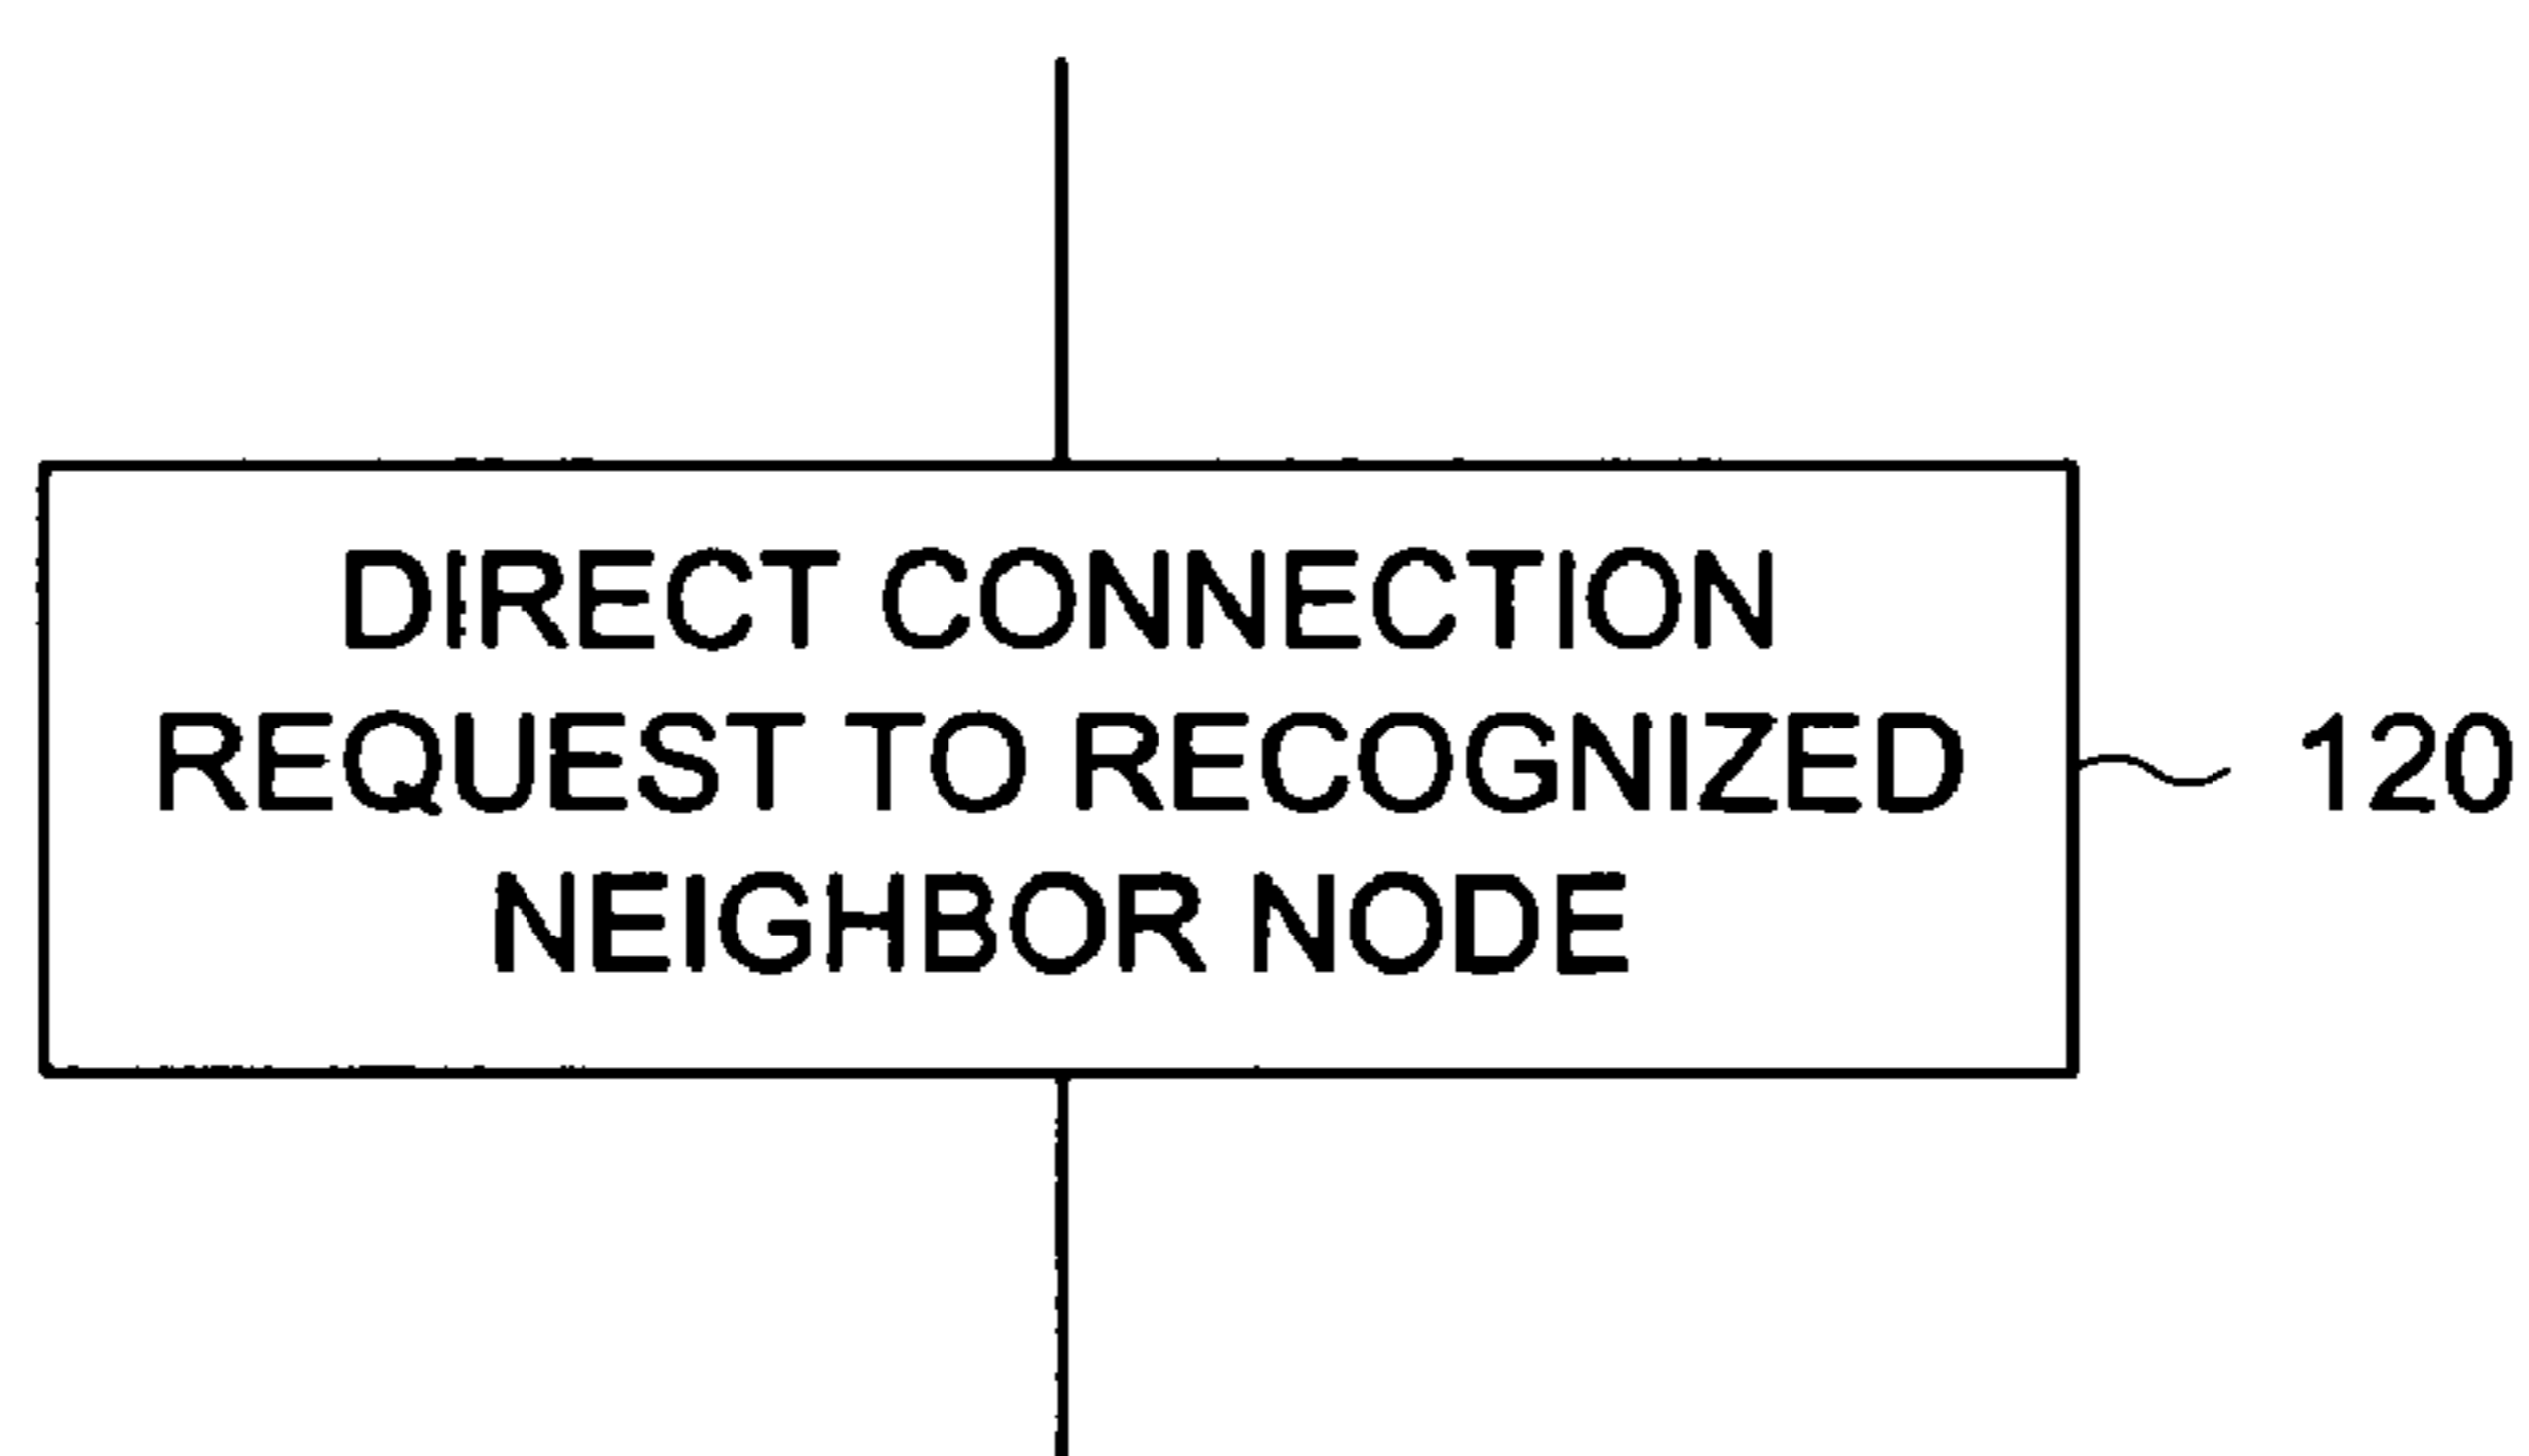 DIRECT CONNECTION
REQUEST TO RECOGNIZED
NEIGHBOR NODE
120